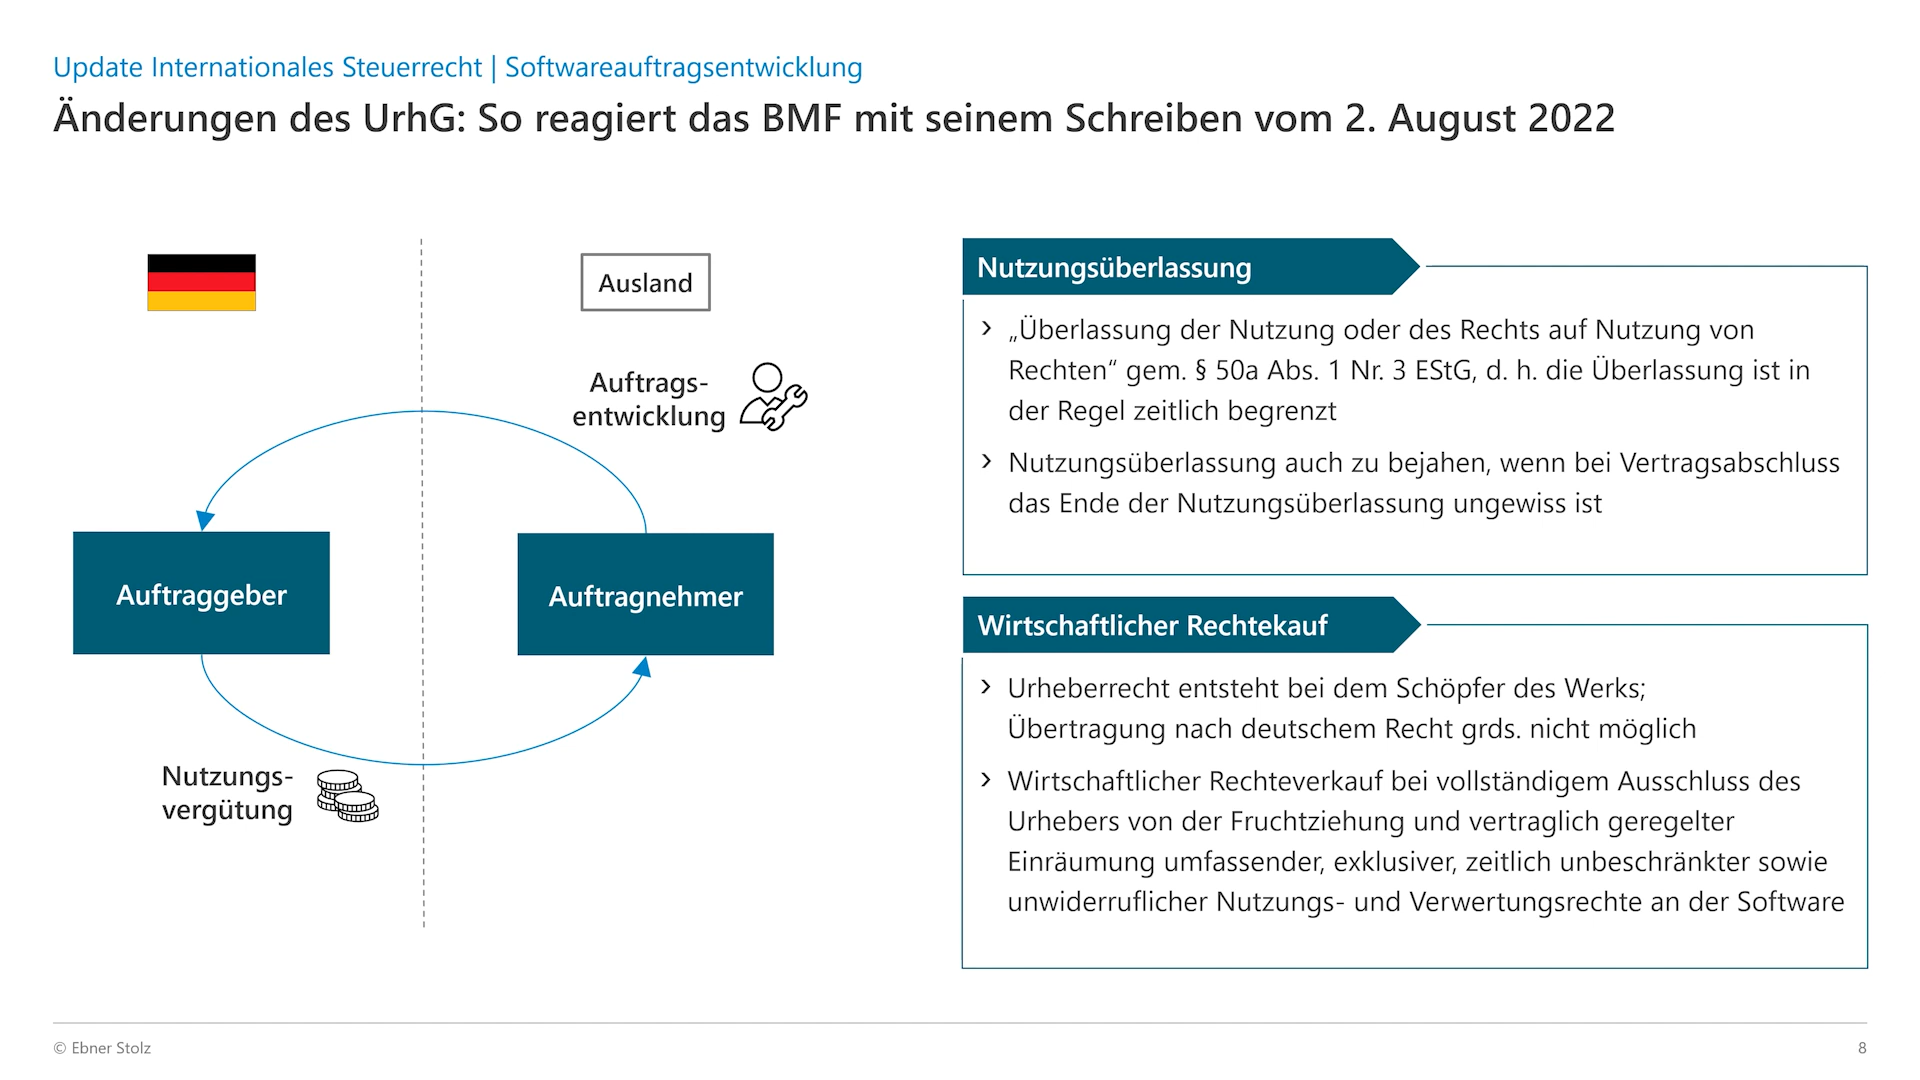 Update Internationales Steuerrecht | Softwareauftragsentwicklung
Änderungen des UrhG: So reagiert das BMF mit seinem Schreiben vom 2. August 2022
Ausland
Auftrags-
entwicklung
Auftraggeber
Auftragnehmer
Nutzungs-
vergütung
Nutzungsüberlassung
› „Überlassung der Nutzung oder des Rechts auf Nutzung von
Rechten“ gem. § 50a Abs. 1 Nr. 3 EStG, d. h. die Überlassung ist in
der Regel zeitlich begrenzt
› Nutzungsüberlassung auch zu bejahen, wenn bei Vertragsabschluss
das Ende der Nutzungsüberlassung ungewiss ist
Wirtschaftlicher Rechtekauf
› Urheberrecht entsteht bei dem Schöpfer des Werks;
Übertragung nach deutschem Recht grds. nicht möglich
› Wirtschaftlicher Rechteverkauf bei vollständigem Ausschluss des
Urhebers von der Fruchtziehung und vertraglich geregelter
Einräumung umfassender, exklusiver, zeitlich unbeschränkter sowie
unwiderruflicher Nutzungs- und Verwertungsrechte an der Software
© Ebner Stolz
8